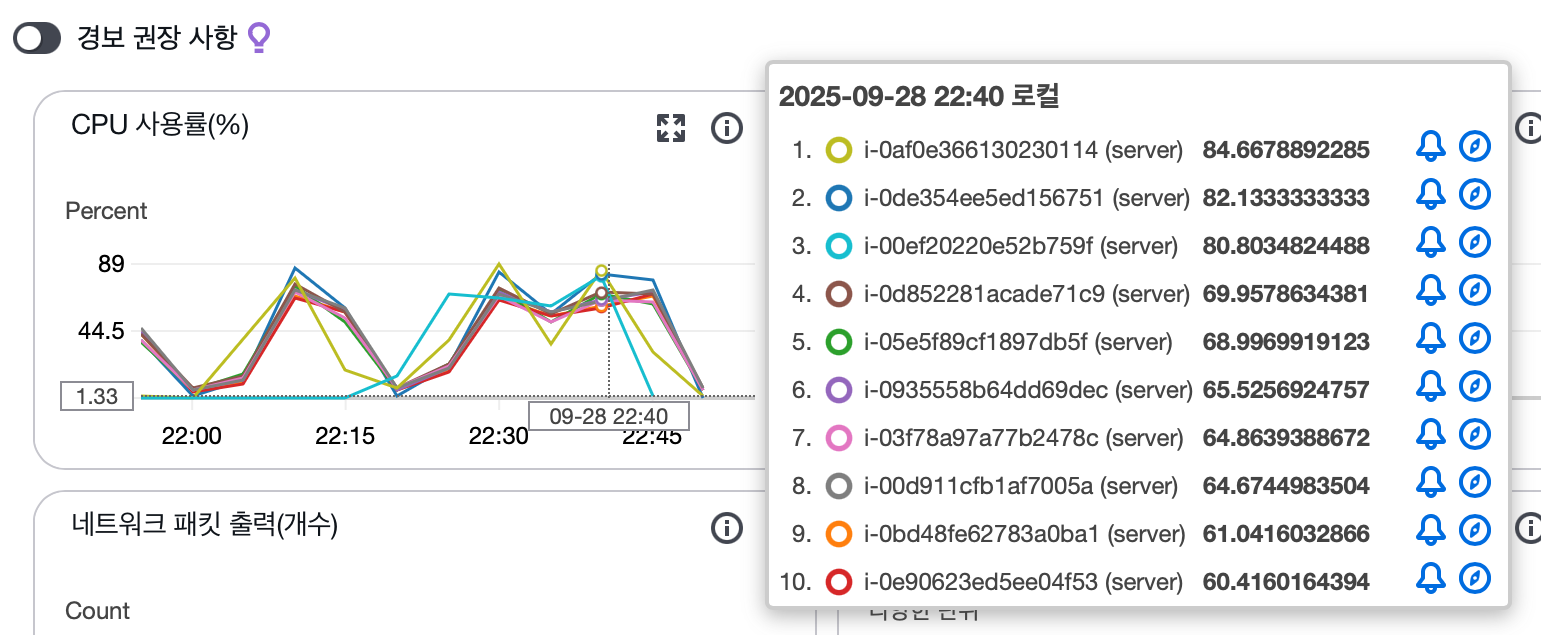 경보 권장 사항
CPU 사용률(%)
Percent
89
44.5
1.33
09-28 22:40
22:00 22:15 22:30 22:45
2025-09-28 22:40 로컬
1. i-0af0e366130230114 (server) 84.6678892285
2. i-0de354ee5ed156751 (server) 82.1333333333
3. i-00ef20220e52b759f (server) 80.8034824488
4. i-0d852281acade71c9 (server) 69.9578634381
5. i-05e5f89cf1897db5f (server) 68.9969919123
6. i-0935558b64dd69dec (server) 65.5256924757
7. i-03f78a97a77b2478c (server) 64.8639388672
8. i-00d911cfb1af7005a (server) 64.6744983504
9. i-0bd48fe62783a0ba1 (server) 61.0416032866
10. i-0e90623ed5ee04f53 (server) 60.4160164394
네트워크 패킷 출력(개수)
Count